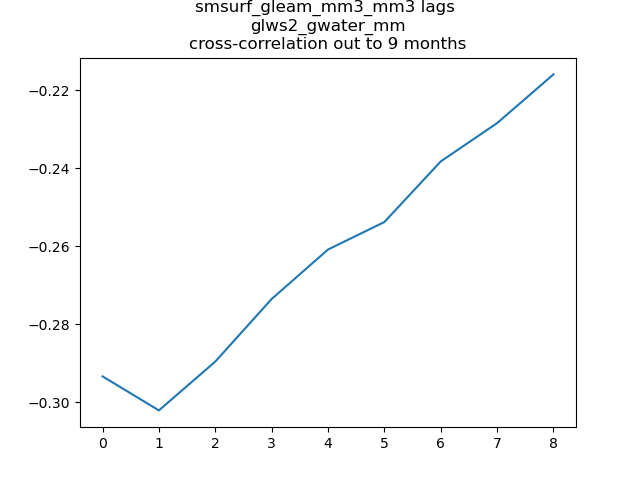 smsurf_gleam_mm3_mm3 lags
glws2_gwater_mm
cross-correlation out to 9 months
−0.22
−0.24
−0.26
−0.28
−0.30
0 1 2 3 4 5 6 7 8